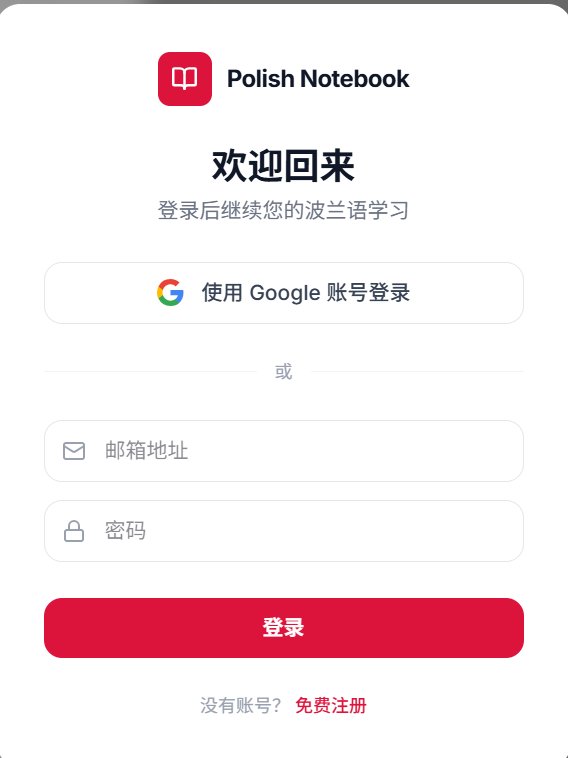 Polish Notebook
欢迎回来
登录后继续您的波兰语学习
使用 Google 账号登录
或
邮箱地址
密码
登录
没有账号？ 免费注册